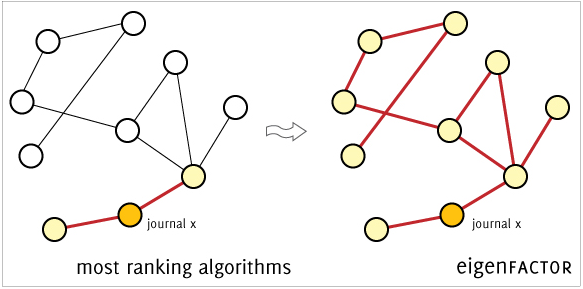 journal x
journal x
most ranking algorithms
eigenFACTOR